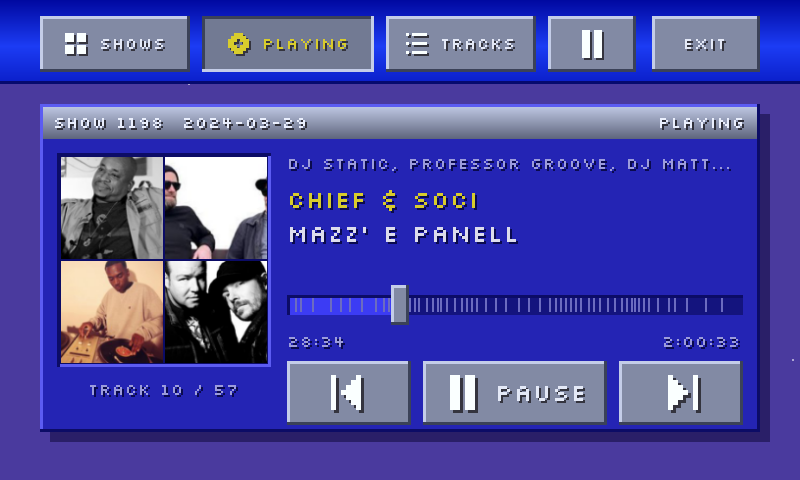 SHOWS
PLAYING
TRACKS
EXIT
SHOW 1198 2024-03-29
PLAYING
DJ STATIC, PROFESSOR GROOVE, DJ MATT...
CHIEF & SOCI
MAZZ' E PANELL
28:34
2:00:33
TRACK 10 / 57
PAUSE